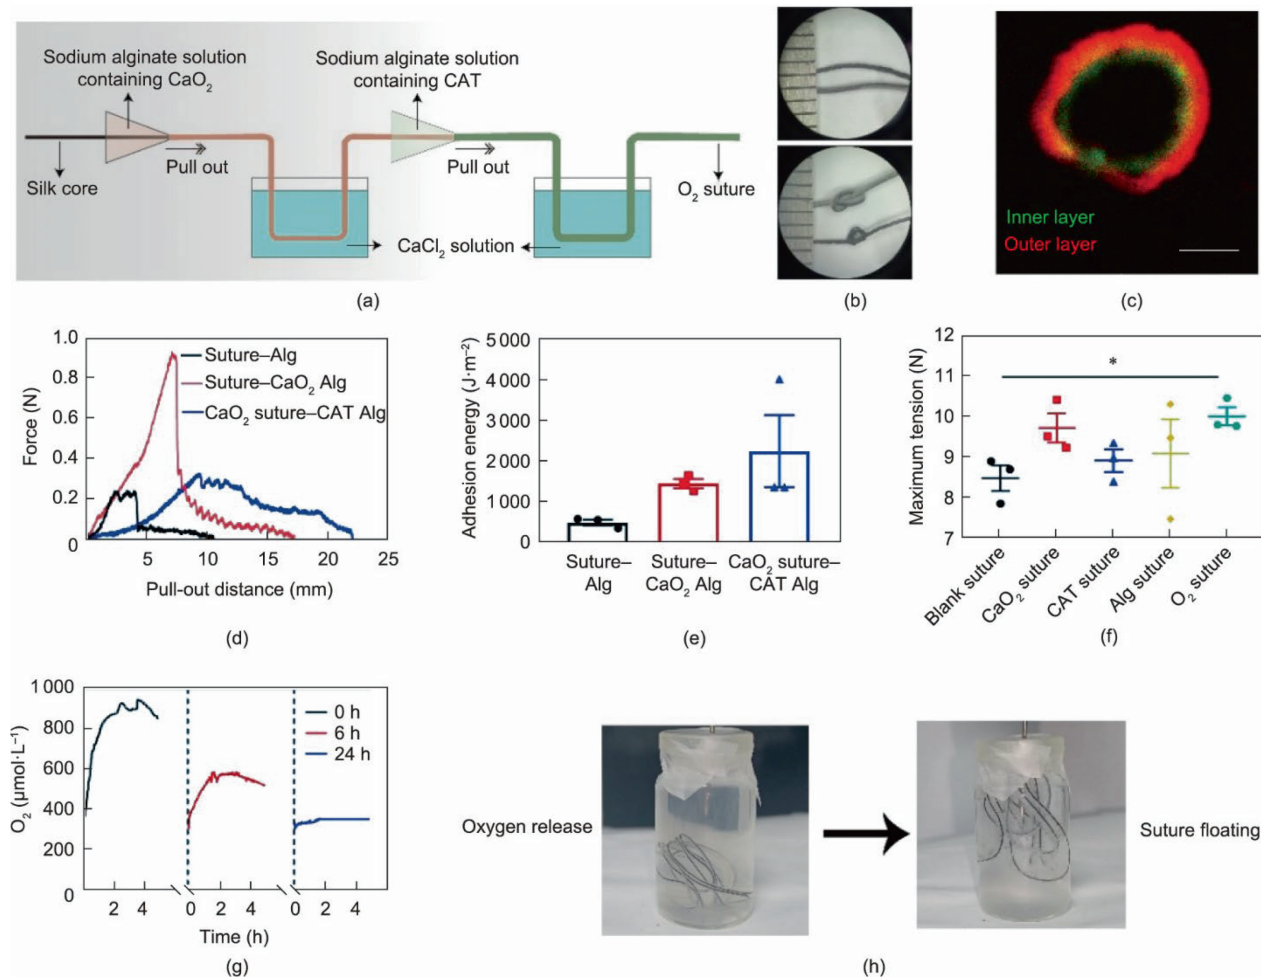 Sodium alginate solution
containing CaO₂
Sodium alginate solution
containing CAT
Pull out
Pull out
Silk core
O₂ suture
CaCl₂ solution
(a)
(b)
Inner layer
Outer layer
(c)
Force (N)
1.0
0.8
0.6
0.4
0.2
0
5
10
15
20
25
Suture–Alg
Suture–CaO₂ Alg
CaO₂ suture–CAT Alg
Pull-out distance (mm)
(d)
Adhesion energy (J·m⁻²)
5 000
4 000
3 000
2 000
1 000
0
Suture–
Alg
Suture–
CaO₂ Alg
CaO₂ suture–
CAT Alg
(e)
Maximum tension (N)
12
11
10
9
8
7
*
Blank suture
CaO₂ suture
CAT suture
Alg suture
O₂ suture
(f)
O₂ (μmol·L⁻¹)
1 000
800
600
400
200
0
0 h
6 h
24 h
2
4
0
2
4
0
2
4
Time (h)
(g)
Oxygen release
Suture floating
(h)